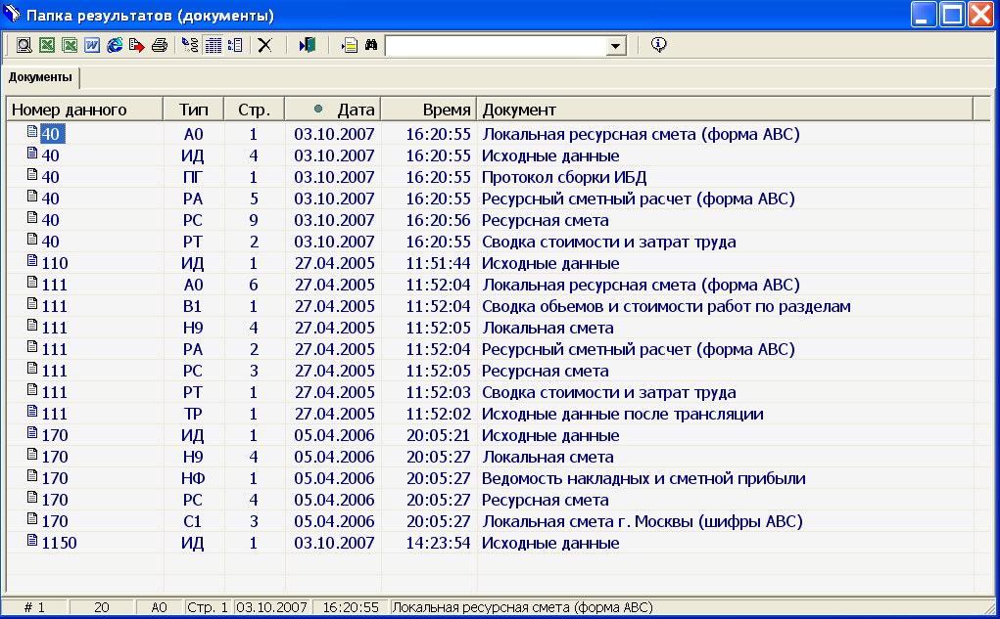 Папка результатов (документы)
Документы
Номер данного Тип Стр. Дата Время Документ
40 А0 1 03.10.2007 16:20:55 Локальная ресурсная смета (форма АВС)
40 ИД 4 03.10.2007 16:20:55 Исходные данные
40 ПГ 1 03.10.2007 16:20:55 Протокол сборки ИБД
40 РА 5 03.10.2007 16:20:55 Ресурсный сметный расчет (форма АВС)
40 РС 9 03.10.2007 16:20:56 Ресурсная смета
40 РТ 2 03.10.2007 16:20:55 Сводка стоимости и затрат труда
110 ИД 1 27.04.2005 11:51:44 Исходные данные
111 А0 6 27.04.2005 11:52:04 Локальная ресурсная смета (форма АВС)
111 В1 1 27.04.2005 11:52:04 Сводка обьемов и стоимости работ по разделам
111 Н9 4 27.04.2005 11:52:05 Локальная смета
111 РА 2 27.04.2005 11:52:04 Ресурсный сметный расчет (форма АВС)
111 РС 3 27.04.2005 11:52:05 Ресурсная смета
111 РТ 1 27.04.2005 11:52:03 Сводка стоимости и затрат труда
111 ТР 1 27.04.2005 11:52:02 Исходные данные после трансляции
170 ИД 1 05.04.2006 20:05:21 Исходные данные
170 Н9 4 05.04.2006 20:05:27 Локальная смета
170 НФ 1 05.04.2006 20:05:27 Ведомость накладных и сметной прибыли
170 РС 4 05.04.2006 20:05:27 Ресурсная смета
170 С1 3 05.04.2006 20:05:27 Локальная смета г. Москвы (шифры АВС)
1150 ИД 1 03.10.2007 14:23:54 Исходные данные
# 1 20 А0 Стр. 1 03.10.2007 16:20:55 Локальная ресурсная смета (форма АВС)